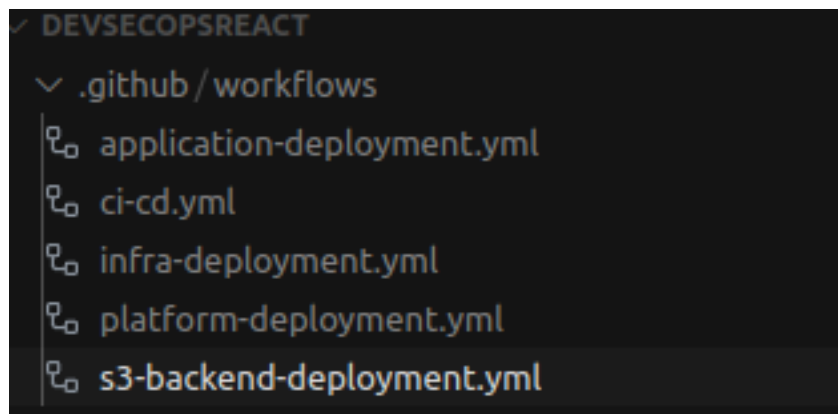 DEVSECOPSREACT
.github / workflows
application-deployment.yml
ci-cd.yml
infra-deployment.yml
platform-deployment.yml
s3-backend-deployment.yml